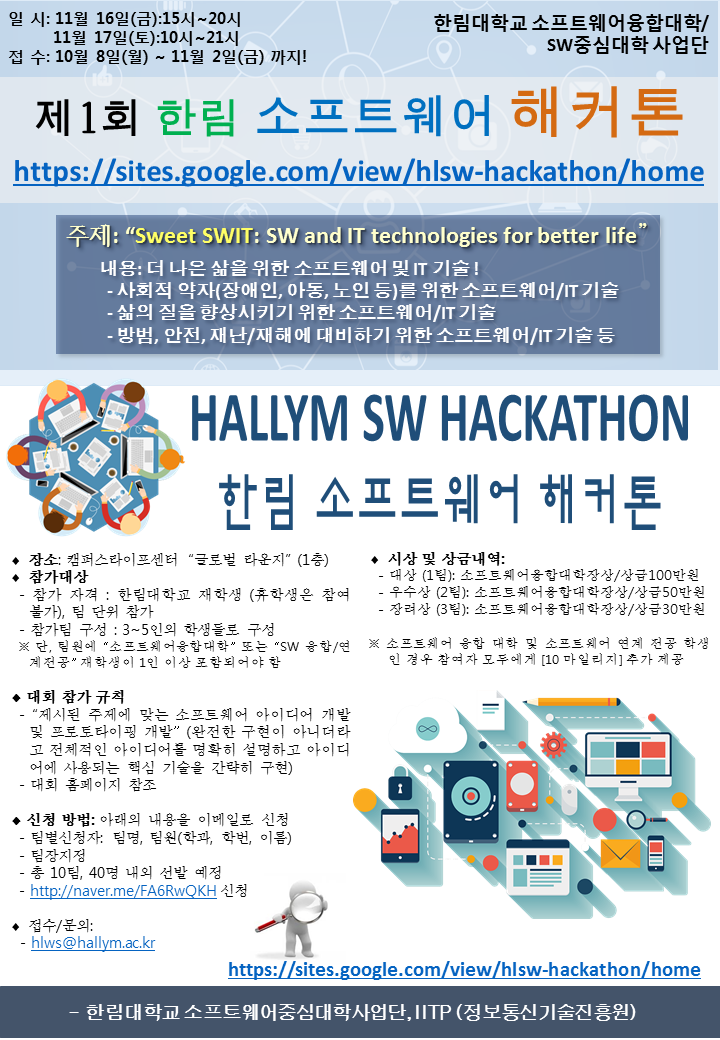 일 시: 11월 16일(금):15시~20시
11월 17일(토):10시~21시
접 수: 10월 8일(월) ~ 11월 2일(금) 까지!
한림대학교 소프트웨어융합대학/
SW중심대학 사업단
제1회 한림 소프트웨어 해커톤
https://sites.google.com/view/hlsw-hackathon/home
주제: “Sweet SWIT: SW and IT technologies for better life”
내용: 더 나은 삶을 위한 소프트웨어 및 IT 기술 !
- 사회적 약자(장애인, 아동, 노인 등)를 위한 소프트웨어/IT 기술
- 삶의 질을 향상시키기 위한 소프트웨어/IT 기술
- 방범, 안전, 재난/재해에 대비하기 위한 소프트웨어/IT 기술 등
HALLYM SW HACKATHON
한림 소프트웨어 해커톤
♦ 장소: 캠퍼스라이프센터 “글로벌 라운지” (1층)
♦ 참가대상
- 참가 자격 : 한림대학교 재학생 (휴학생은 참여
불가), 팀 단위 참가
- 참가팀 구성 : 3~5인의 학생들로 구성
※ 단, 팀원에 “소프트웨어융합대학” 또는 “SW 융합/연
계전공” 재학생이 1인 이상 포함되어야 함
♦ 대회 참가 규칙
- “제시된 주제에 맞는 소프트웨어 아이디어 개발
및 프로토타이핑 개발” (완전한 구현이 아니더라
고 전체적인 아이디어를 명확히 설명하고 아이디
어에 사용되는 핵심 기술을 간략히 구현)
- 대회 홈페이지 참조
♦ 신청 방법: 아래의 내용을 이메일로 신청
- 팀별신청자: 팀명, 팀원(학과, 학번, 이름)
- 팀장지정
- 총 10팀, 40명 내외 선발 예정
- http://naver.me/FA6RwQKH 신청
♦ 접수/문의:
- hlws@hallym.ac.kr
♦ 시상 및 상금내역:
- 대상 (1팀): 소프트웨어융합대학장상/상금100만원
- 우수상 (2팀): 소프트웨어융합대학장상/상금50만원
- 장려상 (3팀): 소프트웨어융합대학장상/상금30만원
※ 소프트웨어 융합 대학 및 소프트웨어 연계 전공 학생
인 경우 참여자 모두에게 [10 마일리지] 추가 제공
https://sites.google.com/view/hlsw-hackathon/home
- 한림대학교 소프트웨어중심대학사업단, IITP (정보통신기술진흥원)